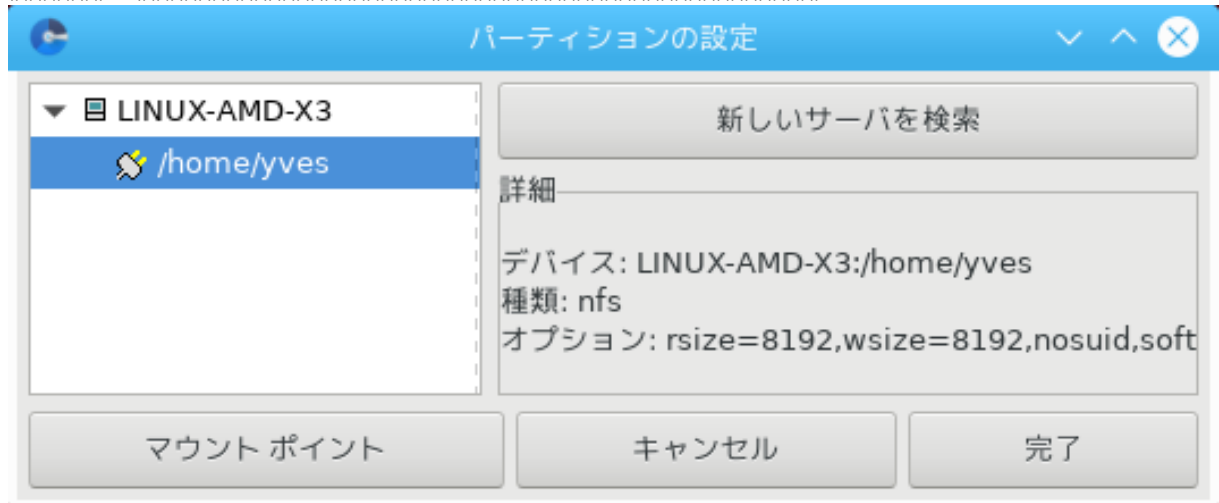 パーティションの設定
LINUX-AMD-X3
/home/yves
新しいサーバを検索
詳細
デバイス: LINUX-AMD-X3:/home/yves
種類: nfs
オプション: rsize=8192,wsize=8192,nosuid,soft
マウント ポイント
キャンセル
完了